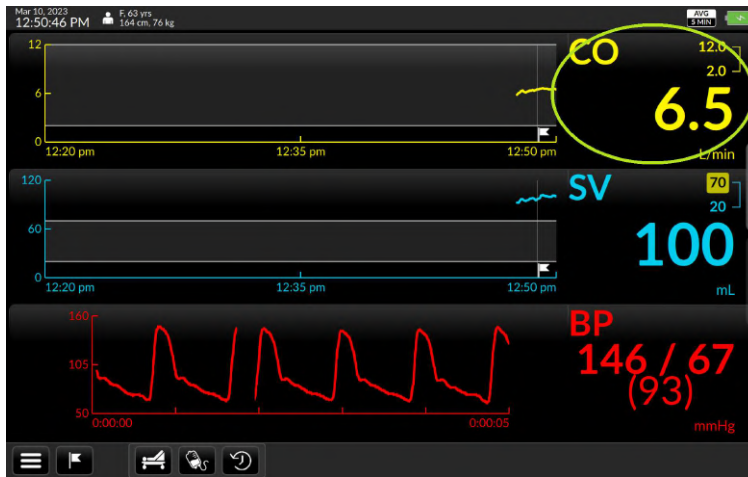 Mar 10, 2023
12:50:46 PM
F, 63 yrs
164 cm, 76 kg
AVG
5 MIN
12
6
0
12:20 pm
12:35 pm
12:50 pm
CO
12.0
2.0
6.5
L/min
120
60
0
12:20 pm
12:35 pm
12:50 pm
SV
70
20
100
mL
160
105
50
0:00:00
0:00:05
BP
146 / 67
(93)
mmHg